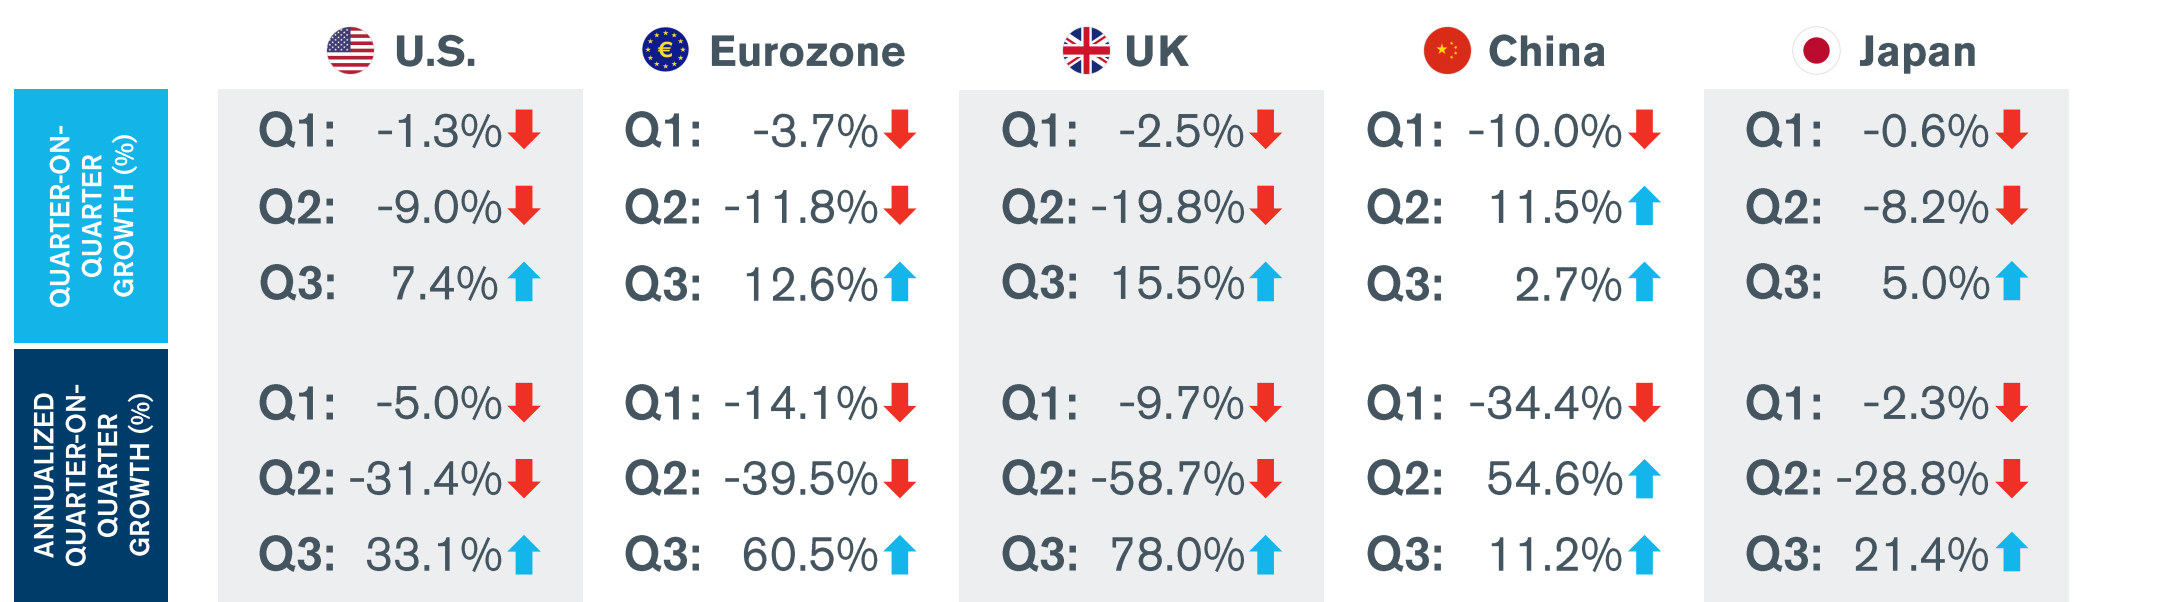 U.S. Eurozone UK China Japan
QUARTER-ON-
QUARTER
GROWTH (%)
Q1: -1.3% Q1: -3.7% Q1: -2.5% Q1: -10.0% Q1: -0.6%
Q2: -9.0% Q2: -11.8% Q2: -19.8% Q2: 11.5% Q2: -8.2%
Q3: 7.4% Q3: 12.6% Q3: 15.5% Q3: 2.7% Q3: 5.0%
ANNUALIZED
QUARTER-ON-
QUARTER
GROWTH (%)
Q1: -5.0% Q1: -14.1% Q1: -9.7% Q1: -34.4% Q1: -2.3%
Q2: -31.4% Q2: -39.5% Q2: -58.7% Q2: 54.6% Q2: -28.8%
Q3: 33.1% Q3: 60.5% Q3: 78.0% Q3: 11.2% Q3: 21.4%